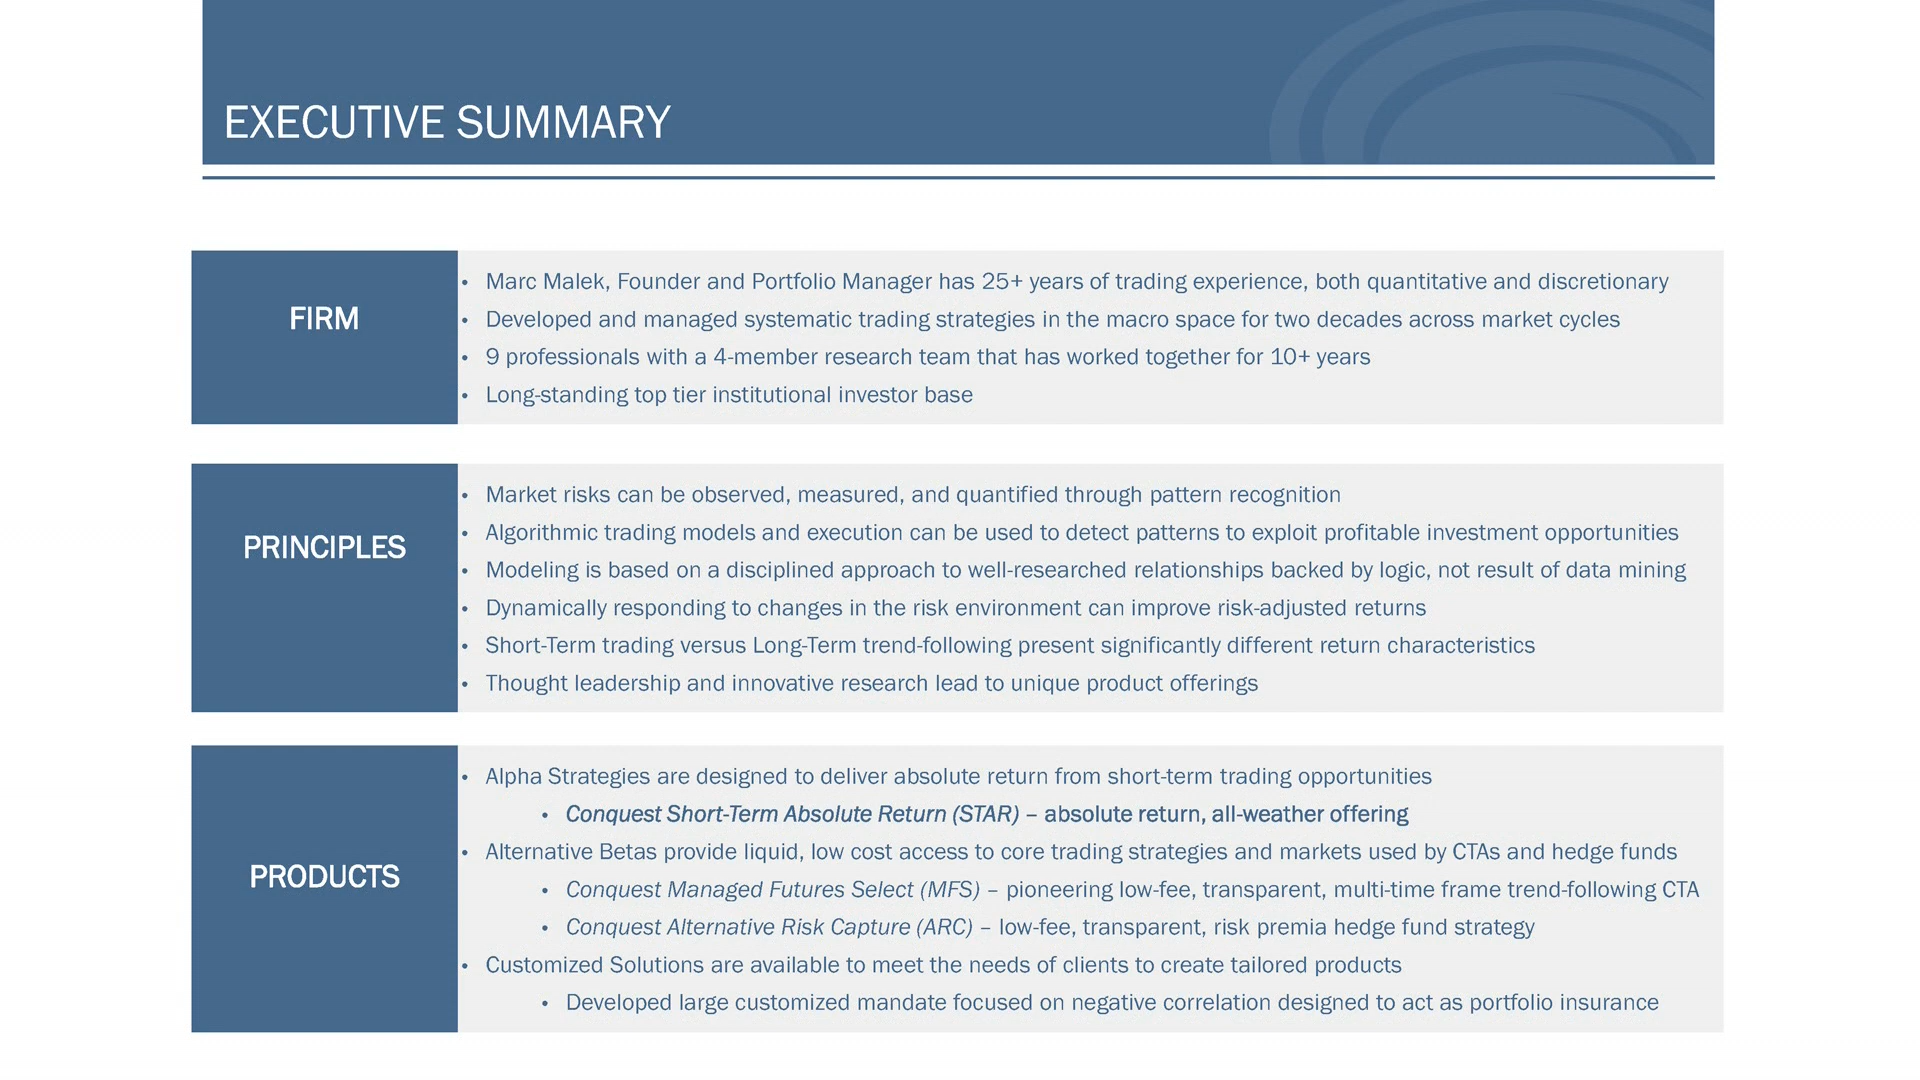 EXECUTIVE SUMMARY
FIRM
• Marc Malek, Founder and Portfolio Manager has 25+ years of trading experience, both quantitative and discretionary
• Developed and managed systematic trading strategies in the macro space for two decades across market cycles
• 9 professionals with a 4-member research team that has worked together for 10+ years
• Long-standing top tier institutional investor base
PRINCIPLES
• Market risks can be observed, measured, and quantified through pattern recognition
• Algorithmic trading models and execution can be used to detect patterns to exploit profitable investment opportunities
• Modeling is based on a disciplined approach to well-researched relationships backed by logic, not result of data mining
• Dynamically responding to changes in the risk environment can improve risk-adjusted returns
• Short-Term trading versus Long-Term trend-following present significantly different return characteristics
• Thought leadership and innovative research lead to unique product offerings
PRODUCTS
• Alpha Strategies are designed to deliver absolute return from short-term trading opportunities
• Conquest Short-Term Absolute Return (STAR) – absolute return, all-weather offering
• Alternative Betas provide liquid, low cost access to core trading strategies and markets used by CTAs and hedge funds
• Conquest Managed Futures Select (MFS) – pioneering low-fee, transparent, multi-time frame trend-following CTA
• Conquest Alternative Risk Capture (ARC) – low-fee, transparent, risk premia hedge fund strategy
• Customized Solutions are available to meet the needs of clients to create tailored products
• Developed large customized mandate focused on negative correlation designed to act as portfolio insurance